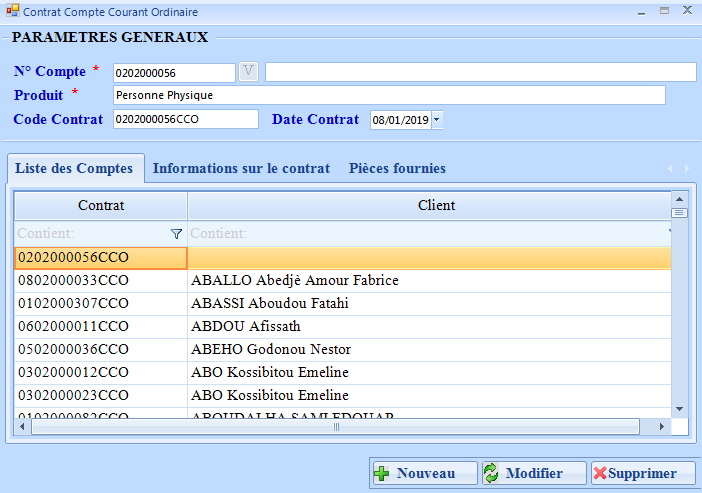 Contrat Compte Courant Ordinaire
PARAMETRES GENERAUX
N° Compte * 0202000056 V
Produit * Personne Physique
Code Contrat 0202000056CCO Date Contrat 08/01/2019
Liste des Comptes Informations sur le contrat Pièces fournies
Contrat Client
Contient: Contient:
0202000056CCO
0802000033CCO ABALLO Abedjè Amour Fabrice
0102000307CCO ABASSI Aboudou Fatahi
0602000011CCO ABDOU Afissath
0502000036CCO ABEHO Godonou Nestor
0302000012CCO ABO Kossibitou Emeline
0302000023CCO ABO Kossibitou Emeline
0102000082CCO
Nouveau Modifier Supprimer